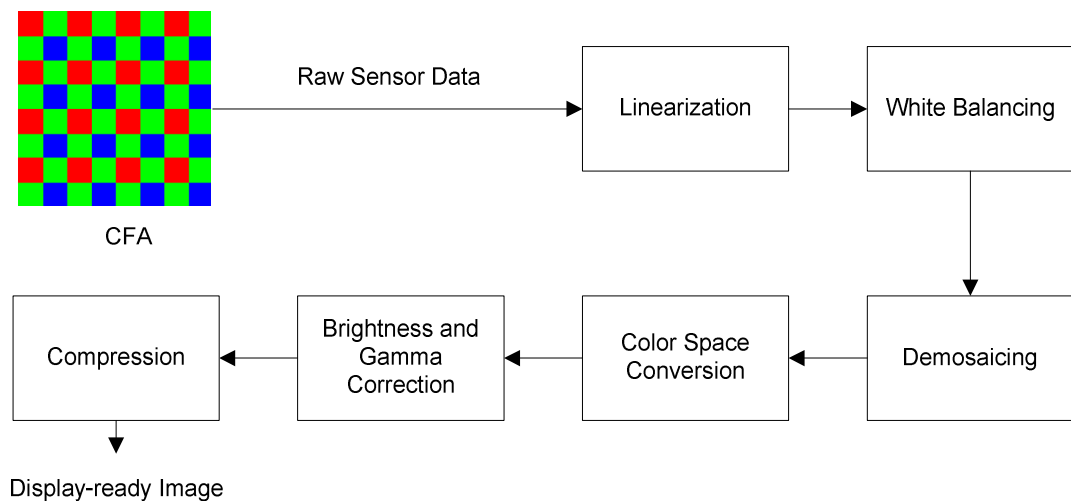 Raw Sensor Data
Linearization
White Balancing
CFA
Compression
Brightness and
Gamma
Correction
Color Space
Conversion
Demosaicing
Display-ready Image